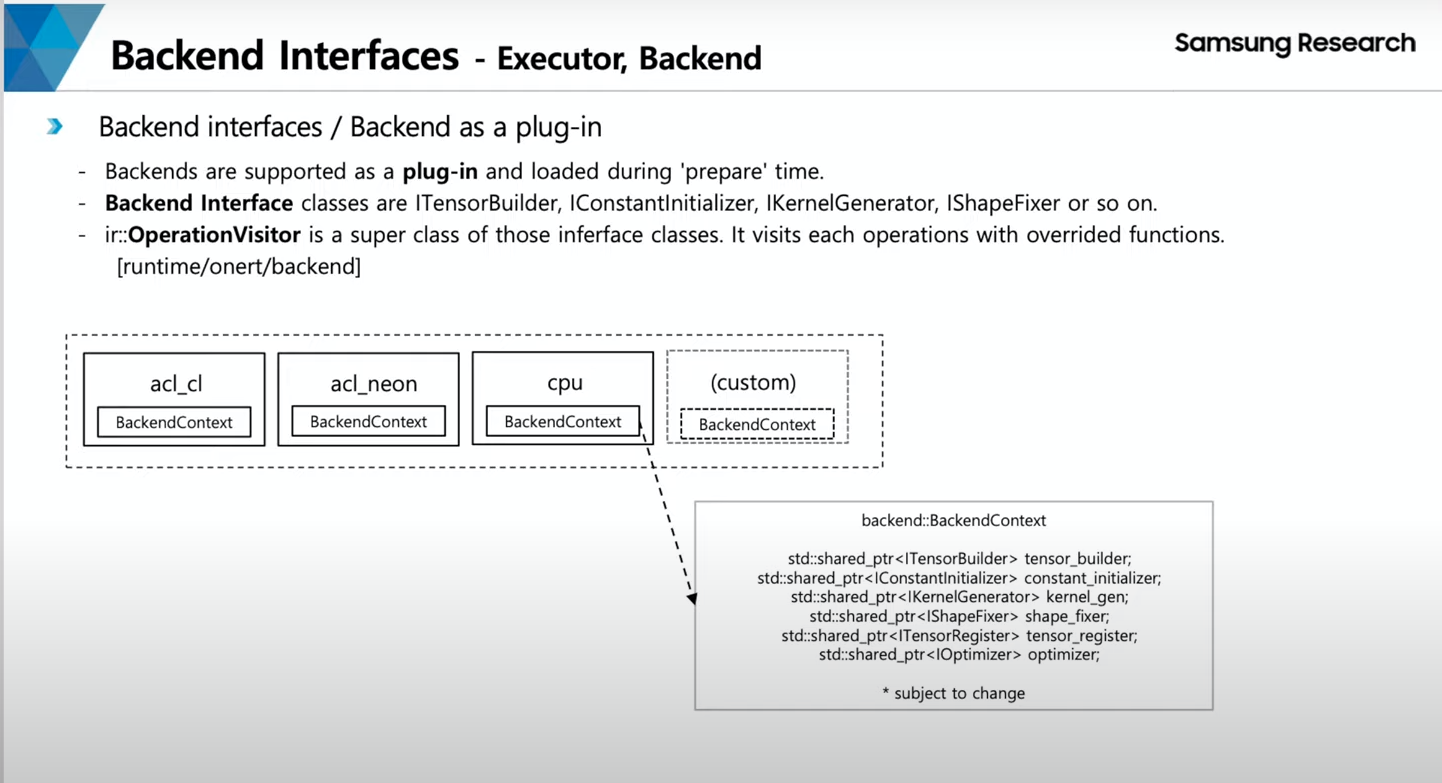 Backend Interfaces - Executor, Backend
Samsung Research
Backend interfaces / Backend as a plug-in
- Backends are supported as a plug-in and loaded during 'prepare' time.
- Backend Interface classes are ITensorBuilder, IConstantInitializer, IKernelGenerator, IShapeFixer or so on.
- ir::OperationVisitor is a super class of those inferface classes. It visits each operations with overrided functions.
[runtime/onert/backend]
acl_cl
BackendContext
acl_neon
BackendContext
cpu
BackendContext
(custom)
BackendContext
backend::BackendContext
std::shared_ptr<ITensorBuilder> tensor_builder;
std::shared_ptr<IConstantInitializer> constant_initializer;
std::shared_ptr<IKernelGenerator> kernel_gen;
std::shared_ptr<IShapeFixer> shape_fixer;
std::shared_ptr<ITensorRegister> tensor_register;
std::shared_ptr<IOptimizer> optimizer;
* subject to change